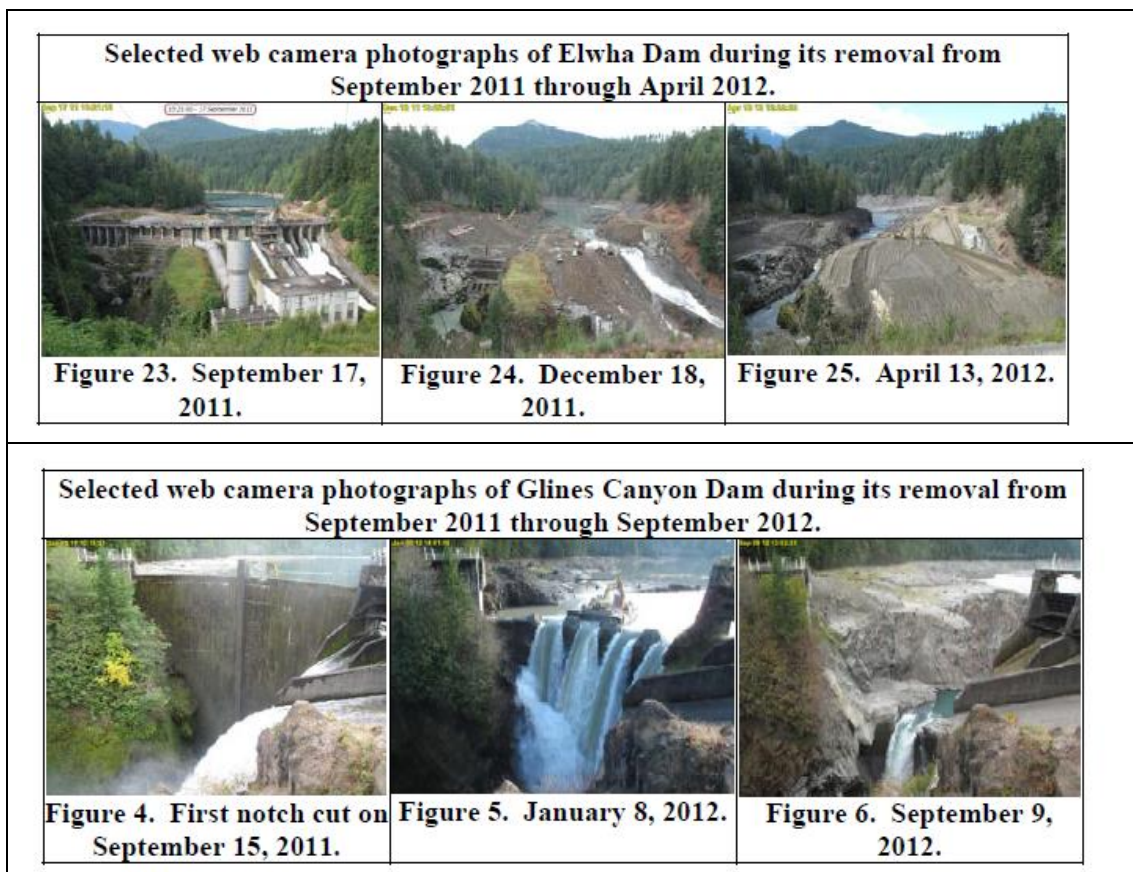 Selected web camera photographs of Elwha Dam during its removal from
September 2011 through April 2012.
Figure 23. September 17,
2011.
Figure 24. December 18,
2011.
Figure 25. April 13, 2012.
Selected web camera photographs of Glines Canyon Dam during its removal from
September 2011 through September 2012.
Figure 4. First notch cut on
September 15, 2011.
Figure 5. January 8, 2012.
Figure 6. September 9,
2012.